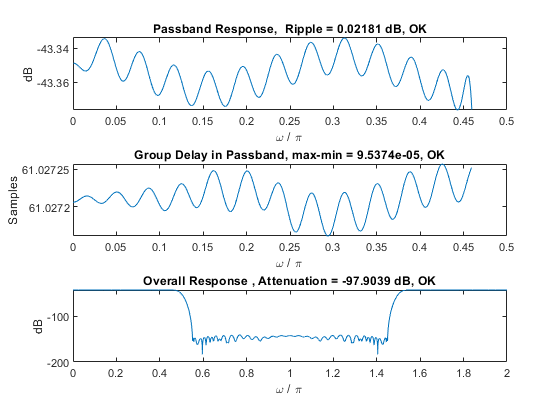 Passband Response, Ripple = 0.02181 dB, OK
-43.34
-43.36
dB
0 0.05 0.1 0.15 0.2 0.25 0.3 0.35 0.4 0.45 0.5
ω / π
Group Delay in Passband, max-min = 9.5374e-05, OK
61.02725
61.0272
Samples
0 0.05 0.1 0.15 0.2 0.25 0.3 0.35 0.4 0.45 0.5
ω / π
Overall Response , Attenuation = -97.9039 dB, OK
-100
-200
dB
0 0.2 0.4 0.6 0.8 1 1.2 1.4 1.6 1.8 2
ω / π